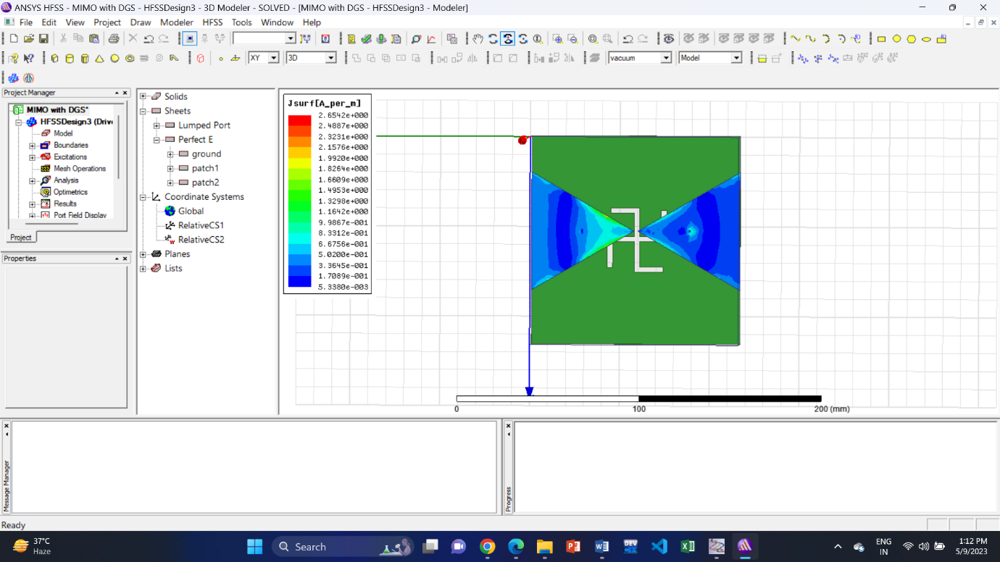 ANSYS HFSS - MIMO with DGS - HFSSDesign3 - 3D Modeler - SOLVED - [MIMO with DGS - HFSSDesign3 - Modeler]
File Edit View Project Draw Modeler HFSS Tools Window Help
XY 3D vacuum Model
Project Manager
MIMO with DGS*
HFSSDesign3 (Drive
Model
Boundaries
Excitations
Mesh Operations
Analysis
Optimetrics
Results
Port Field Display
Project
Properties
Solids
Sheets
Lumped Port
Perfect E
ground
patch1
patch2
Coordinate Systems
Global
RelativeCS1
RelativeCS2
Planes
Lists
Jsurf[A_per_m]
2.6542e+000
2.4887e+000
2.3231e+000
2.1576e+000
1.9920e+000
1.8264e+000
1.6609e+000
1.4953e+000
1.3298e+000
1.1642e+000
9.9867e-001
8.3312e-001
6.6756e-001
5.0200e-001
3.3645e-001
1.7089e-001
5.3380e-003
0 100 200 (mm)
Message Manager
Progress
Ready
37°C
Haze
Search
DEV
ENG
IN
1:12 PM
5/9/2023